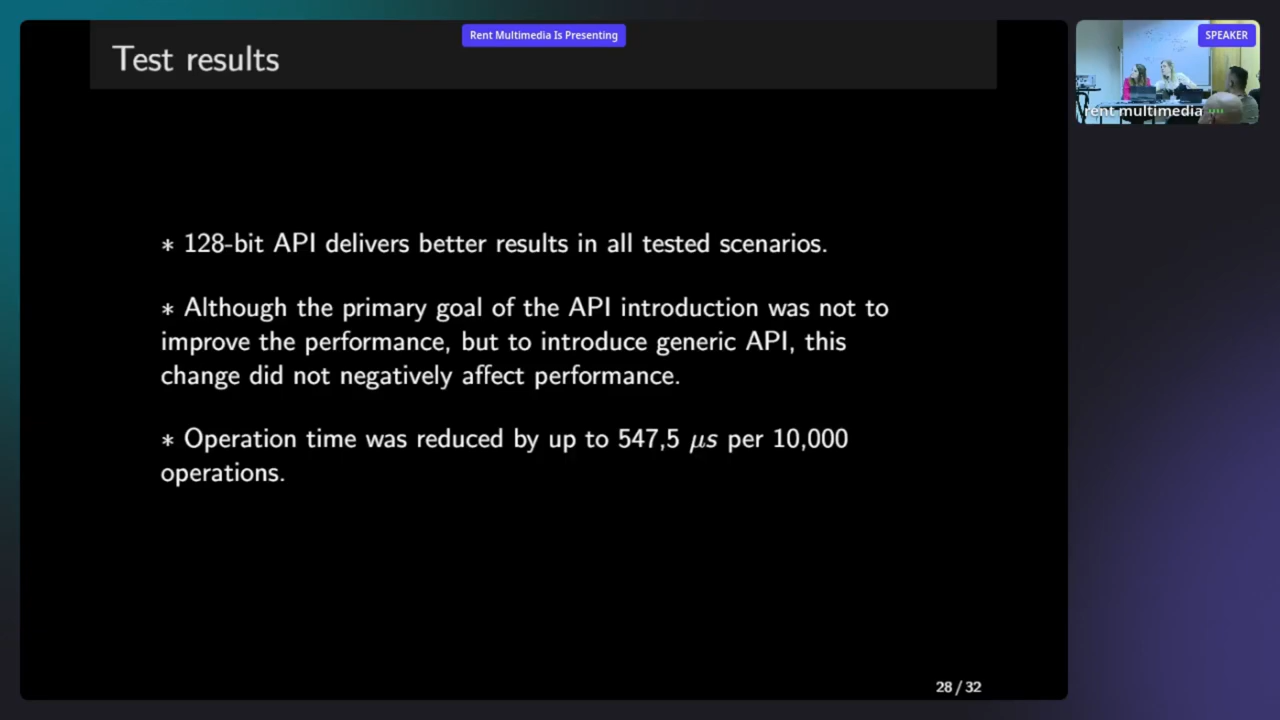 Rent Multimedia Is Presenting
Test results
SPEAKER
rent multimedia
* 128-bit API delivers better results in all tested scenarios.
* Although the primary goal of the API introduction was not to
improve the performance, but to introduce generic API, this
change did not negatively affect performance.
* Operation time was reduced by up to 547,5 μs per 10,000
operations.
28 / 32